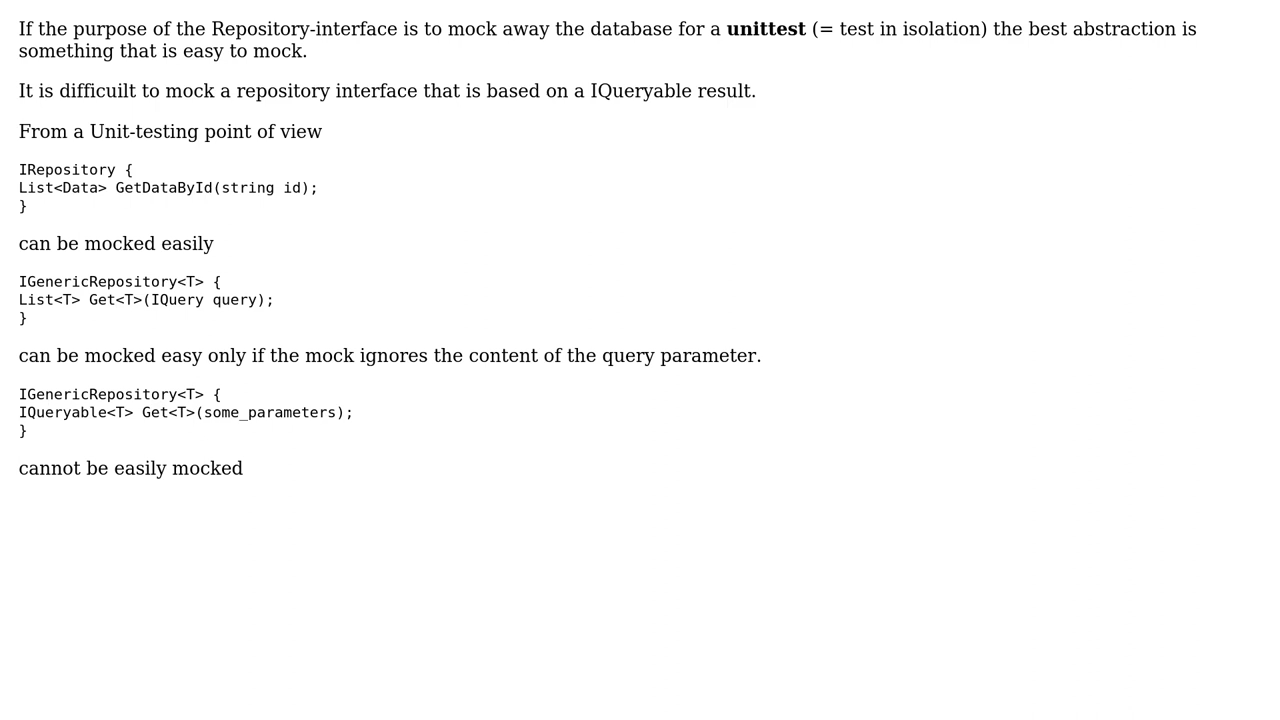 If the purpose of the Repository-interface is to mock away the database for a unittest (= test in isolation) the best abstraction is
something that is easy to mock.
It is difficuilt to mock a repository interface that is based on a IQueryable result.
From a Unit-testing point of view
IRepository {
List<Data> GetDataById(string id);
}
can be mocked easily
IGenericRepository<T> {
List<T> Get<T>(IQuery query);
}
can be mocked easy only if the mock ignores the content of the query parameter.
IGenericRepository<T> {
IQueryable<T> Get<T>(some_parameters);
}
cannot be easily mocked